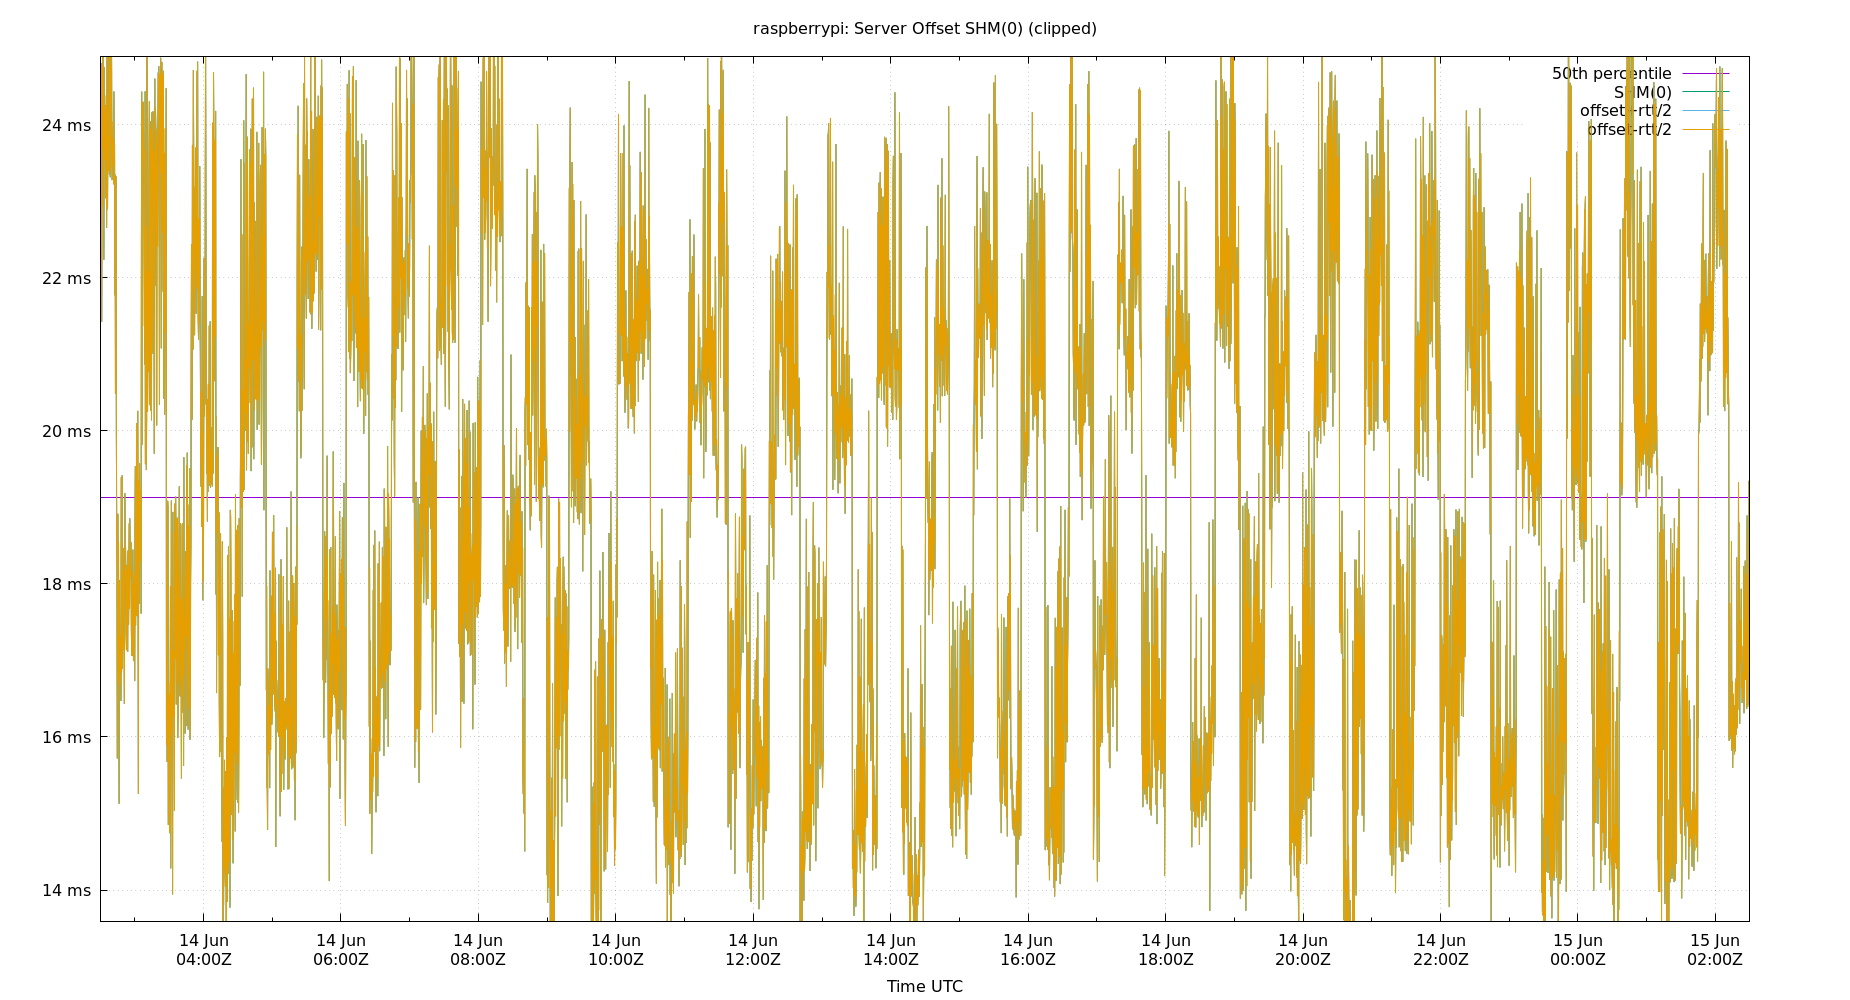 raspberrypi: Server Offset SHM(0) (clipped)
50th percentile
SHM(0)
offset+rtt/2
offset-rtt/2
24 ms
22 ms
20 ms
18 ms
16 ms
14 ms
14 Jun 14 Jun 14 Jun 14 Jun 14 Jun 14 Jun 14 Jun 14 Jun 14 Jun 14 Jun 15 Jun 15 Jun
04:00Z 06:00Z 08:00Z 10:00Z 12:00Z 14:00Z 16:00Z 18:00Z 20:00Z 22:00Z 00:00Z 02:00Z
Time UTC